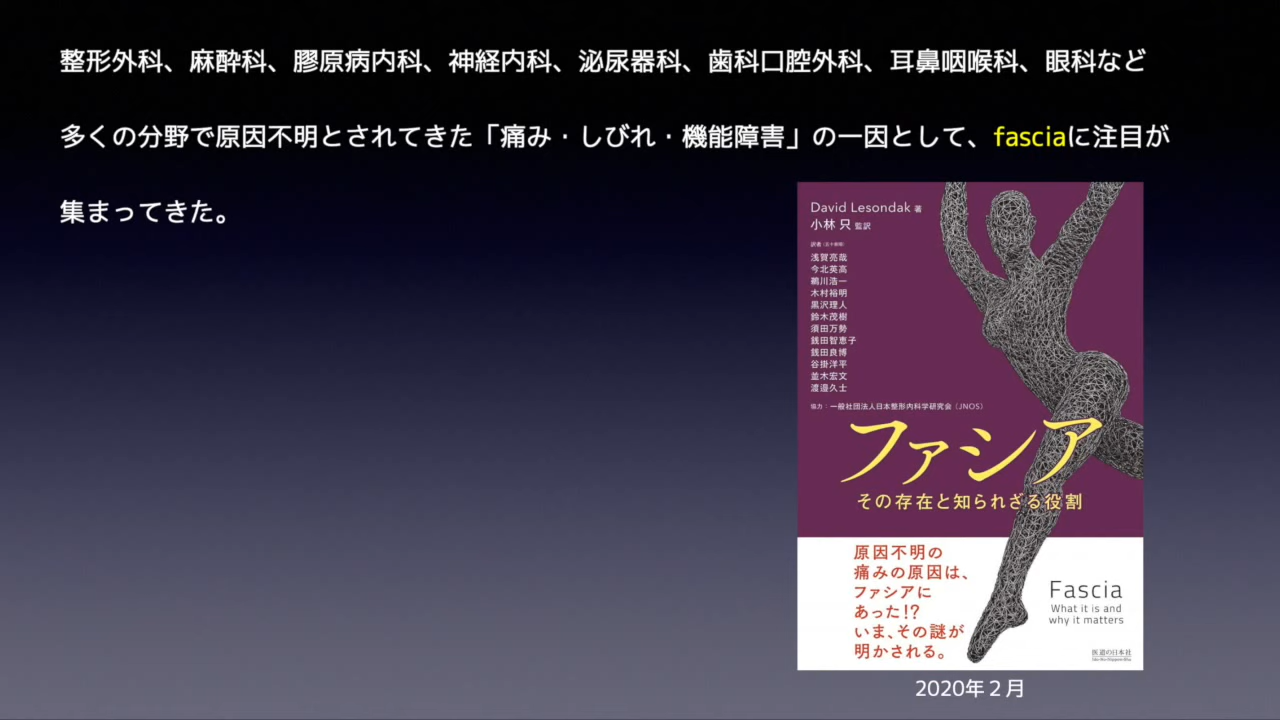 整形外科、麻酔科、膠原病内科、神経内科、泌尿器科、歯科口腔外科、耳鼻咽喉科、眼科など
多くの分野で原因不明とされてきた「痛み・しびれ・機能障害」の一因として、fasciaに注目が
集まってきた。
David Lesondak 著
小林 只 監訳
訳者（五十音順）
浅賀亮哉
今北英高
鵜川浩一
木村裕明
黒沢理人
鈴木茂樹
須田万勢
銭田智恵子
銭田良博
谷掛洋平
並木宏文
渡邉久士
協力：一般社団法人日本整形内科学研究会（JNOS）
ファシア
その存在と知られざる役割
原因不明の
痛みの原因は、
ファシアに
あった!?
いま、その謎が
明かされる。
Fascia
What it is and
why it matters
医道の日本社
2020年２月